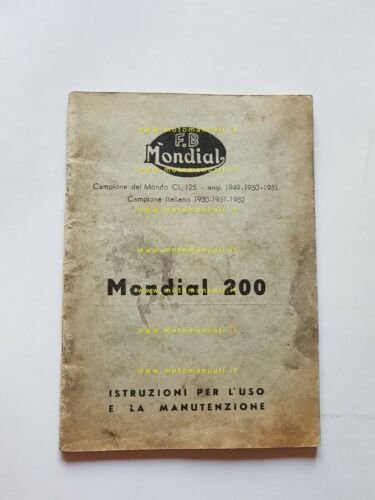 F.B
Mondial
www.motomanuali.it
Campione del Mondo CL. 125 - anni 1949-1950-1951
Campione Italiano 1950-1951-1952
www.motomanuali.it
www.motomanuali.it
Mondial 200
www.motomanuali.it
www.motomanuali.it
ISTRUZIONI PER L'USO
www.motomanuali.it
E LA MANUTENZIONE